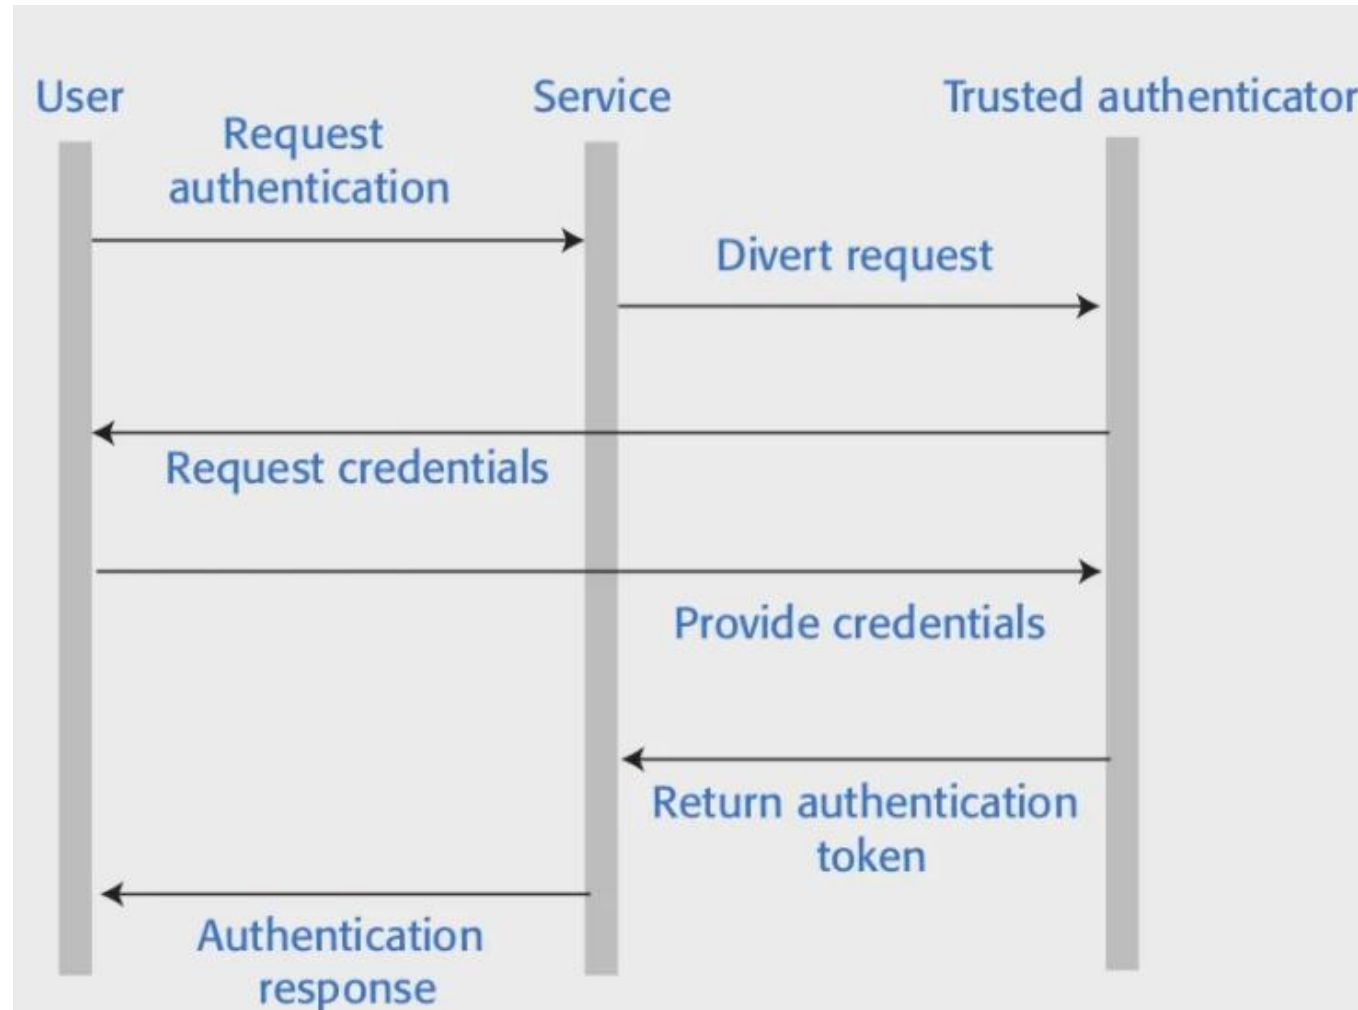 User
Service
Trusted authenticator
Request
authentication
Divert request
Request credentials
Provide credentials
Return authentication
token
Authentication
response